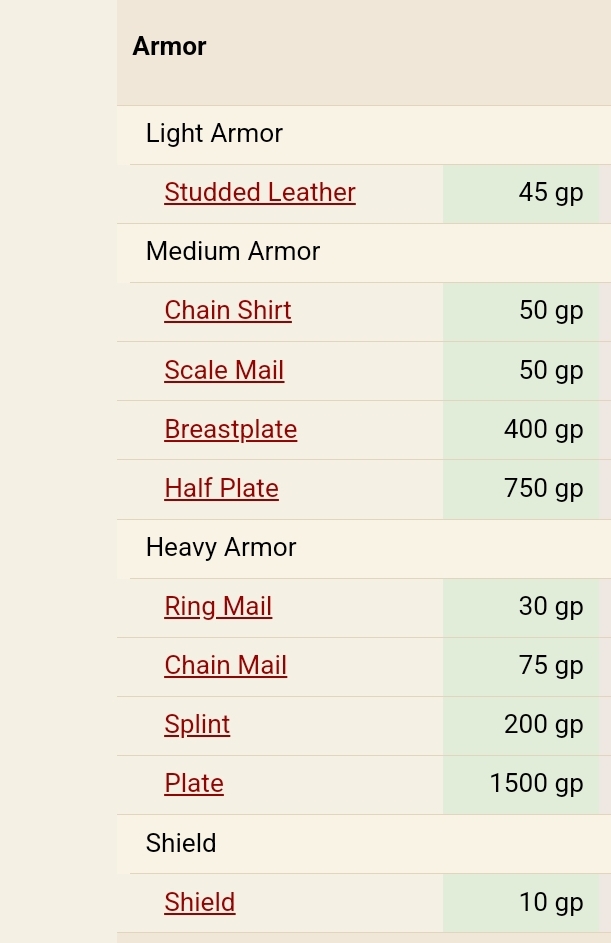 Armor
Light Armor
Studded Leather 45 gp
Medium Armor
Chain Shirt 50 gp
Scale Mail 50 gp
Breastplate 400 gp
Half Plate 750 gp
Heavy Armor
Ring Mail 30 gp
Chain Mail 75 gp
Splint 200 gp
Plate 1500 gp
Shield
Shield 10 gp